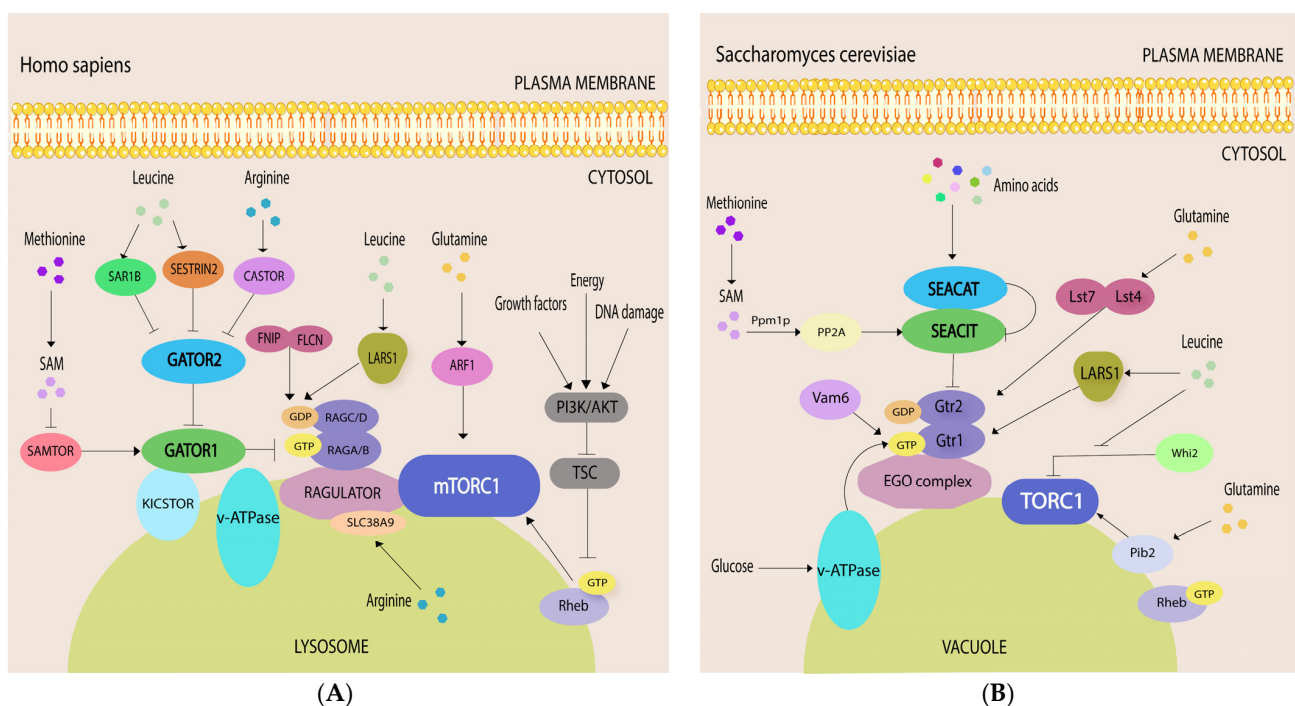 Homo sapiens
PLASMA MEMBRANE
CYTOSOL
Leucine
Arginine
Methionine
Leucine
Glutamine
SAR1B
SESTRIN2
CASTOR
Energy
Growth factors
DNA damage
FNIP
FLCN
LARS1
GATOR2
SAM
ARF1
GDP
RAGC/D
PI3K/AKT
GTP
RAGA/B
SAMTOR
GATOR1
TSC
KICSTOR
v-ATPase
RAGULATOR
mTORC1
SLC38A9
GTP
Rheb
Arginine
LYSOSOME
(A)
Saccharomyces cerevisiae
PLASMA MEMBRANE
CYTOSOL
Amino acids
Methionine
Glutamine
SEACAT
Lst7
Lst4
SAM
Ppm1p
PP2A
SEACIT
Leucine
LARS1
Vam6
GDP
Gtr2
GTP
Gtr1
Whi2
EGO complex
TORC1
Glutamine
Pib2
Glucose
v-ATPase
Rheb
GTP
VACUOLE
(B)